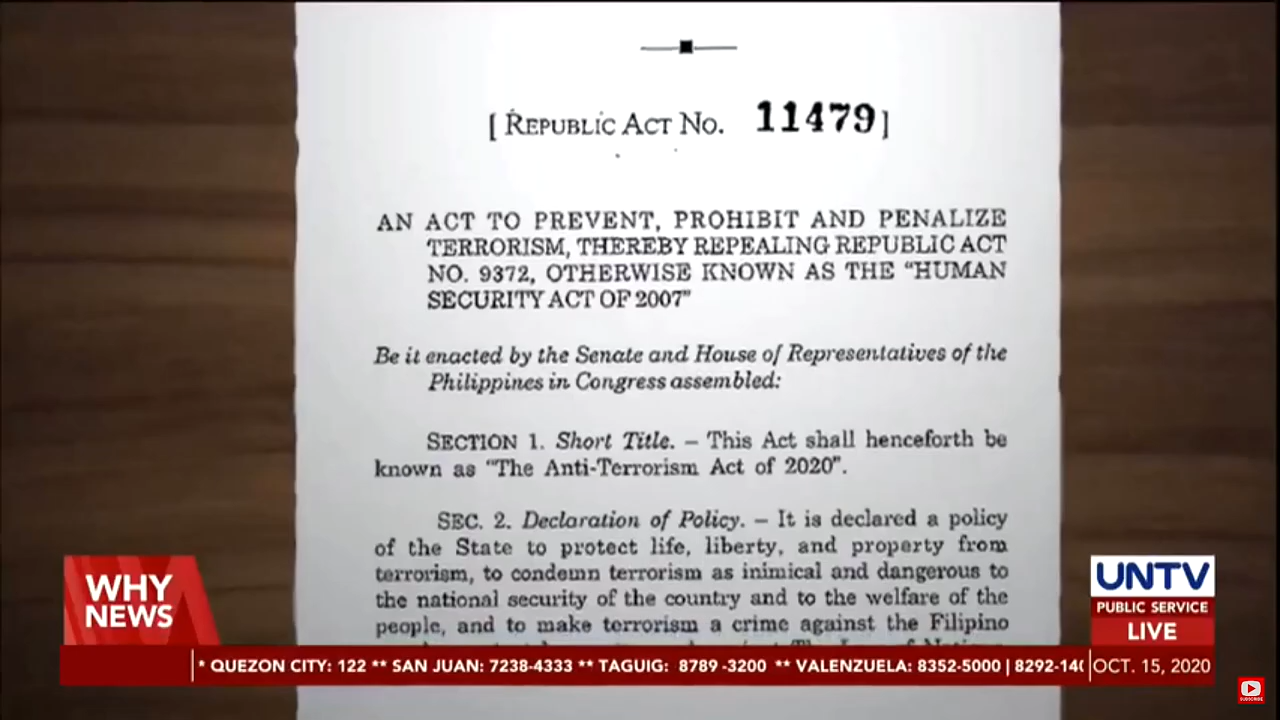 [ REPUBLIC ACT NO. 11479]
AN ACT TO PREVENT, PROHIBIT AND PENALIZE
TERRORISM, THEREBY REPEALING REPUBLIC ACT
NO. 9372, OTHERWISE KNOWN AS THE “HUMAN
SECURITY ACT OF 2007”
Be it enacted by the Senate and House of Representatives of the
Philippines in Congress assembled:
SECTION 1. Short Title. – This Act shall henceforth be
known as “The Anti-Terrorism Act of 2020”.
SEC. 2. Declaration of Policy. – It is declared a policy
of the State to protect life, liberty, and property from
terrorism, to condemn terrorism as inimical and dangerous to
the national security of the country and to the welfare of the
people, and to make terrorism a crime against the Filipino
WHY
NEWS
UNTV
PUBLIC SERVICE
LIVE
* QUEZON CITY: 122 ** SAN JUAN: 7238-4333 ** TAGUIG: 8789 -3200 ** VALENZUELA: 8352-5000 | 8292-14
OCT. 15, 2020
SUBSCRIBE